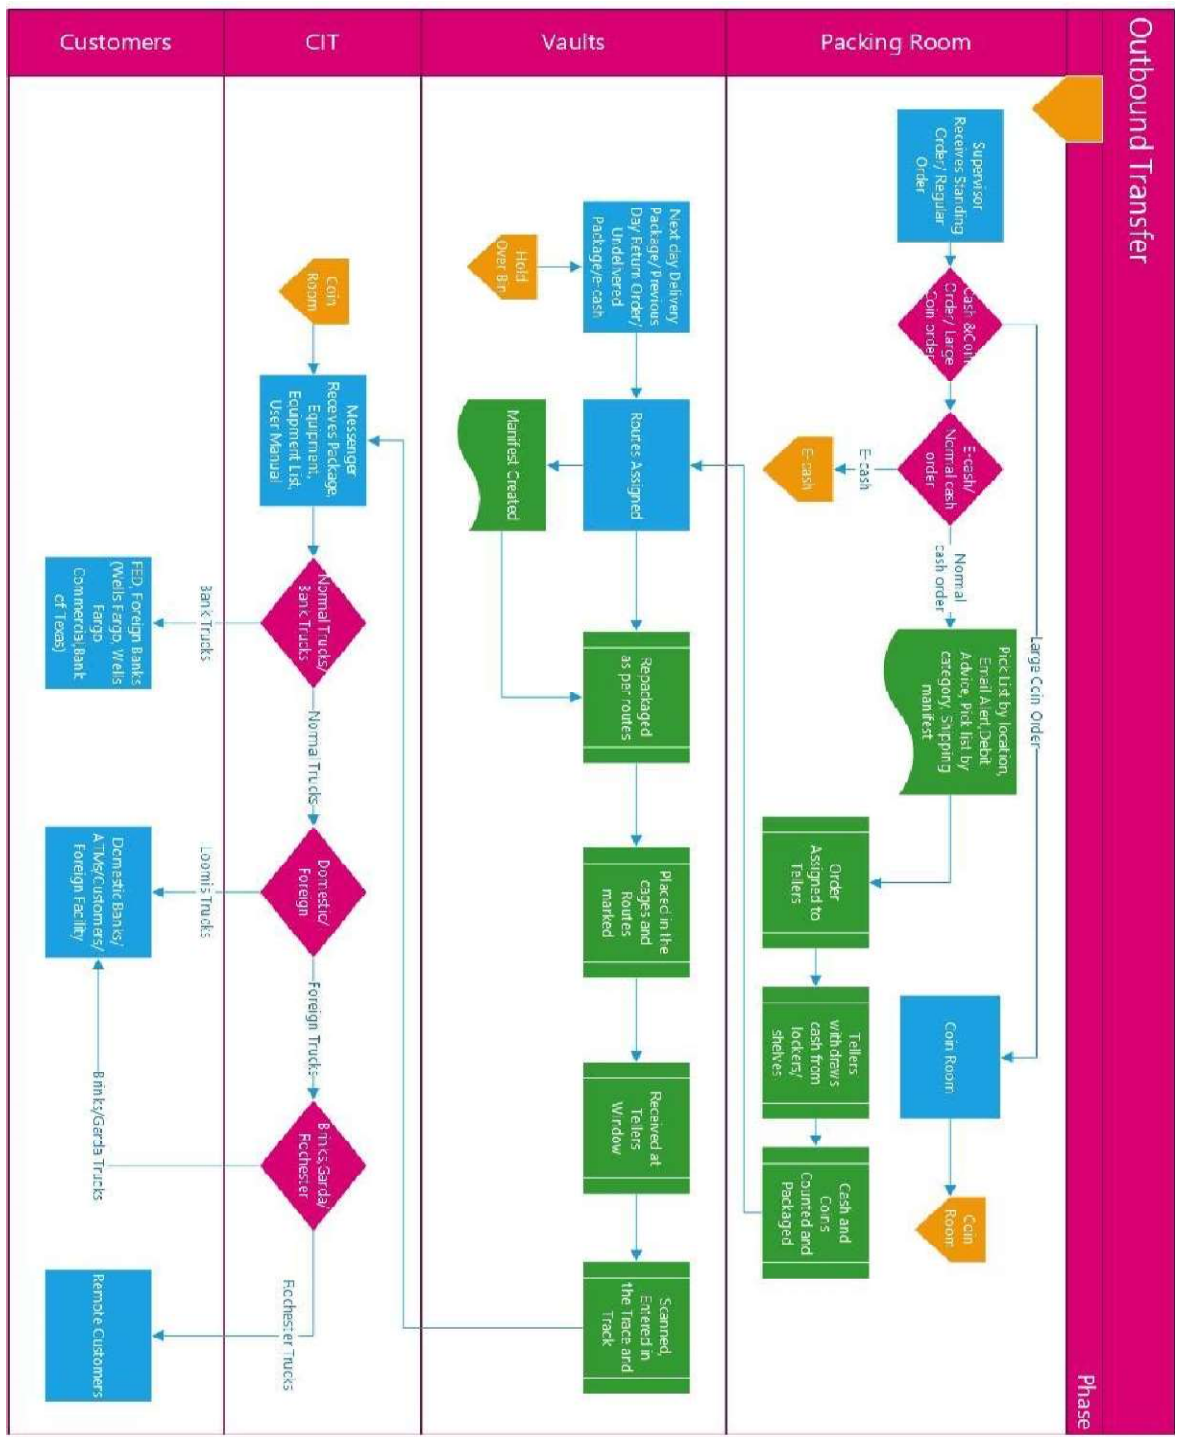 Outbound Transfer
Phase
Packing Room
Supervisor
Receives Standing
Order/ Regular
Order
Cash &Coin
Order/ Large
Coin order
E-cash/
Normal cash
order
E-cash
E-cash
Normal
cash order
Large Coin Order
Pick List by location,
Email Alert,Debit
Advice, Pick list by
category, Shipping
manifest
Order
Assigned to
Tellers
Tellers
withdraws
cash from
lockers/
shelves
Cash and
Coins
Counted and
Packaged
Coin Room
Coin
Room
Vaults
Next day Delivery
Package/ Previous
Day Return Order/
Undelivered
Package/e-cash
Hold
Over Bin
Routes Assigned
Manifest Created
Repackaged
as per routes
Placed in the
cages and
Routes
marked
Received at
Tellers
Window
Scanned,
Entered in
the Trace and
Track
CIT
Coin
Room
Messenger
Receives Package,
Equipment,
Equipment List,
User Manual
Normal Trucks/
Bank Trucks
Normal Trucks
Bank Trucks
Domestic/
Foreign
Loomis Trucks
Foreign Trucks
Brinks,Garda/
Rochester
Brinks/Garda Trucks
Rochester Trucks
Customers
FED, Foreign Banks
(Wells Fargo, Wells
Fargo
Commercial,Bank
of Texas)
Domestic Banks/
ATMs/Customers/
Foreign Facility
Remote Customers